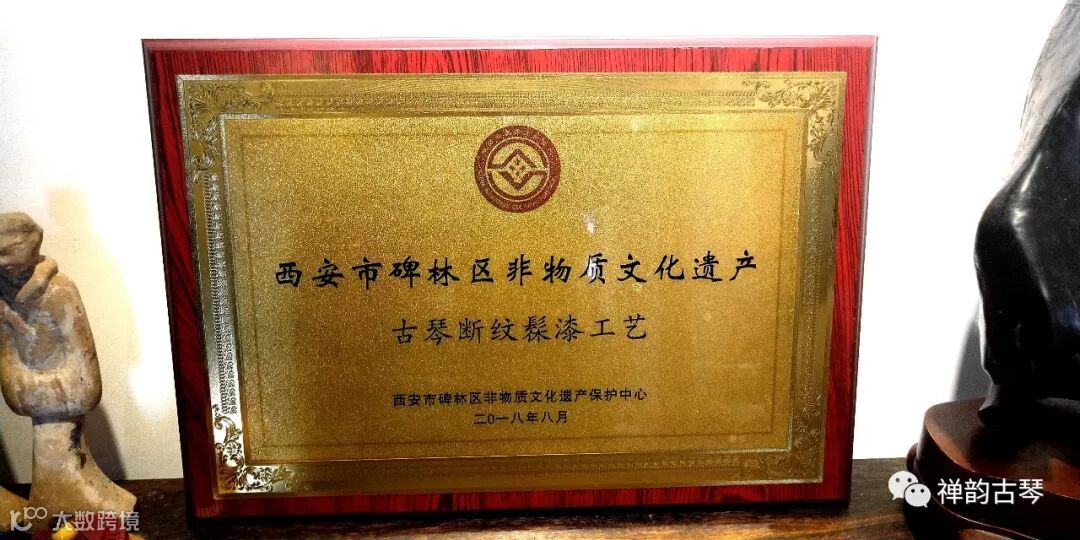 西安市碑林区非物质文化遗产
古琴断纹髹漆工艺
西安市碑林区非物质文化遗产保护中心
二〇一八年八月
禅韵古琴
大数跨境